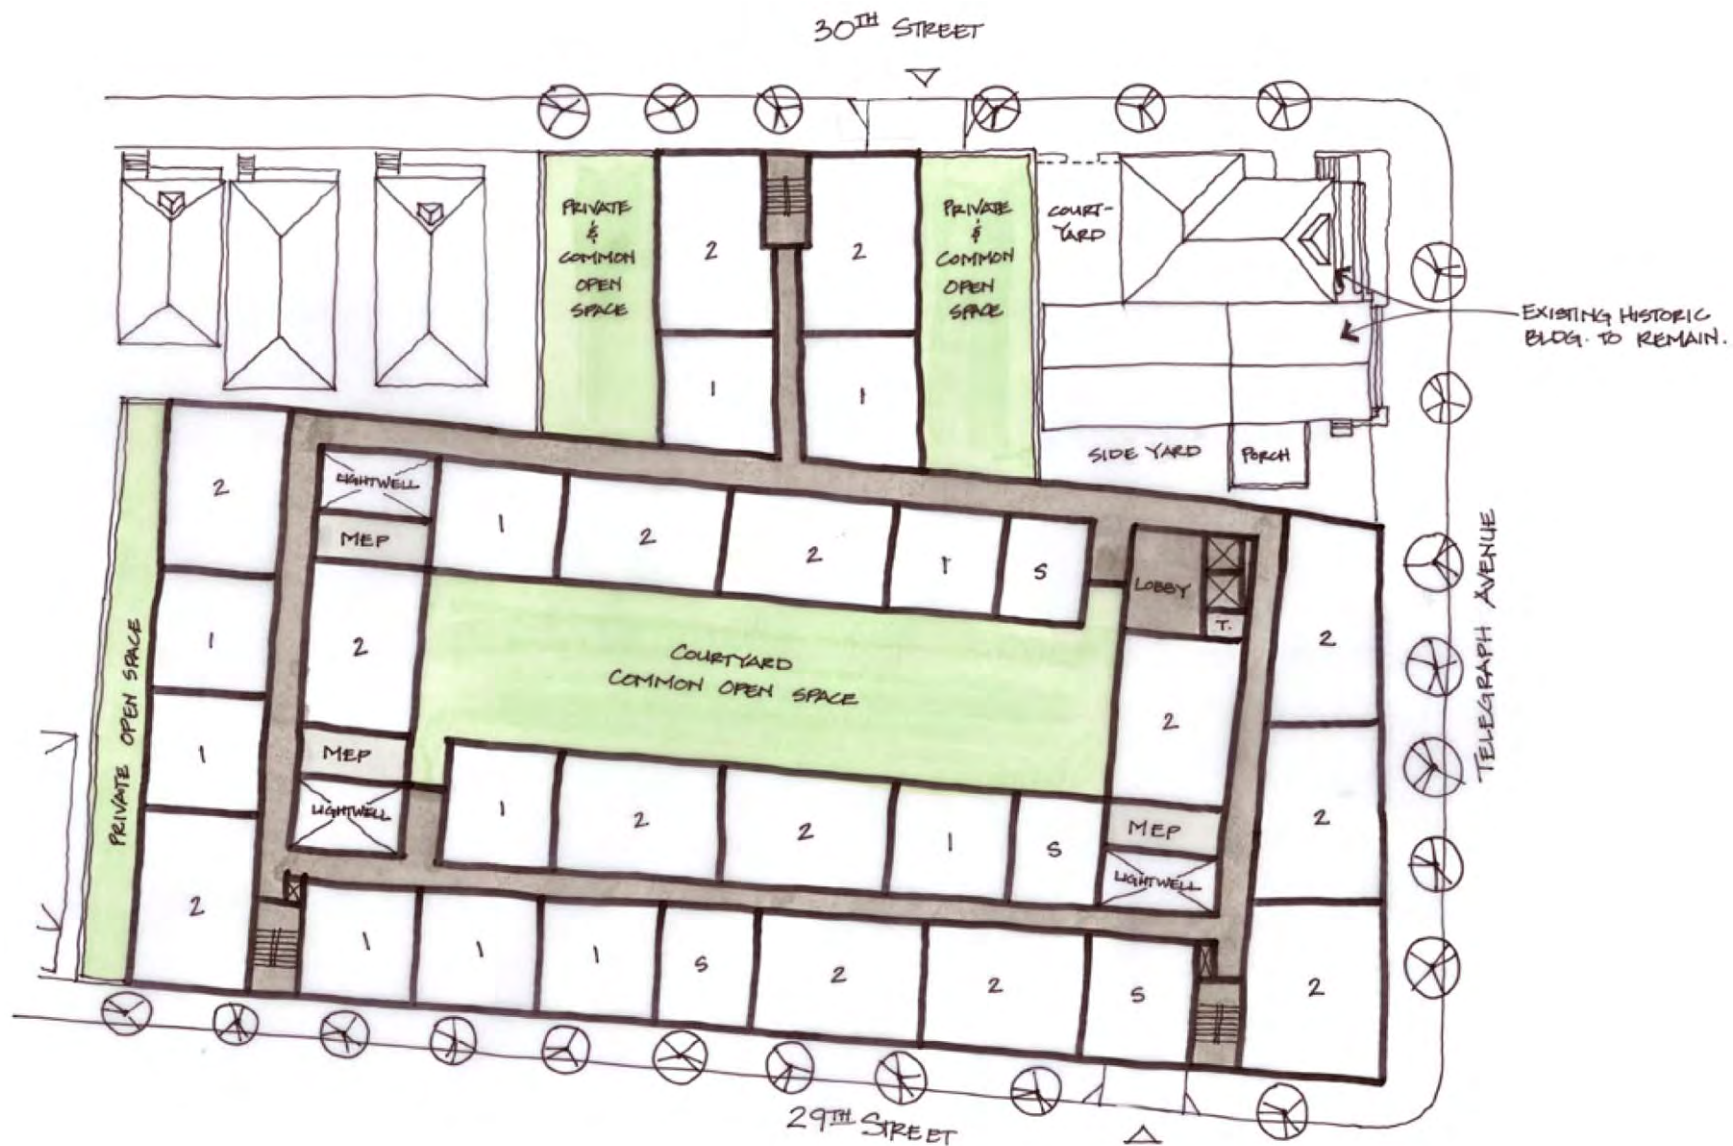 30TH STREET
PRIVATE
&
COMMON
OPEN
SPACE
2
2
PRIVATE
&
COMMON
OPEN
SPACE
COURT-
YARD
EXISTING HISTORIC
BLDG. TO REMAIN.
1
1
SIDE YARD
PORCH
2
LIGHTWELL
MEP
1
2
2
1
S
LOBBY
T.
2
TELEGRAPH AVENUE
PRIVATE OPEN SPACE
1
2
COURTYARD
COMMON OPEN SPACE
2
1
MEP
LIGHTWELL
1
2
2
1
S
MEP
LIGHTWELL
2
2
1
1
1
S
2
2
S
2
29TH STREET